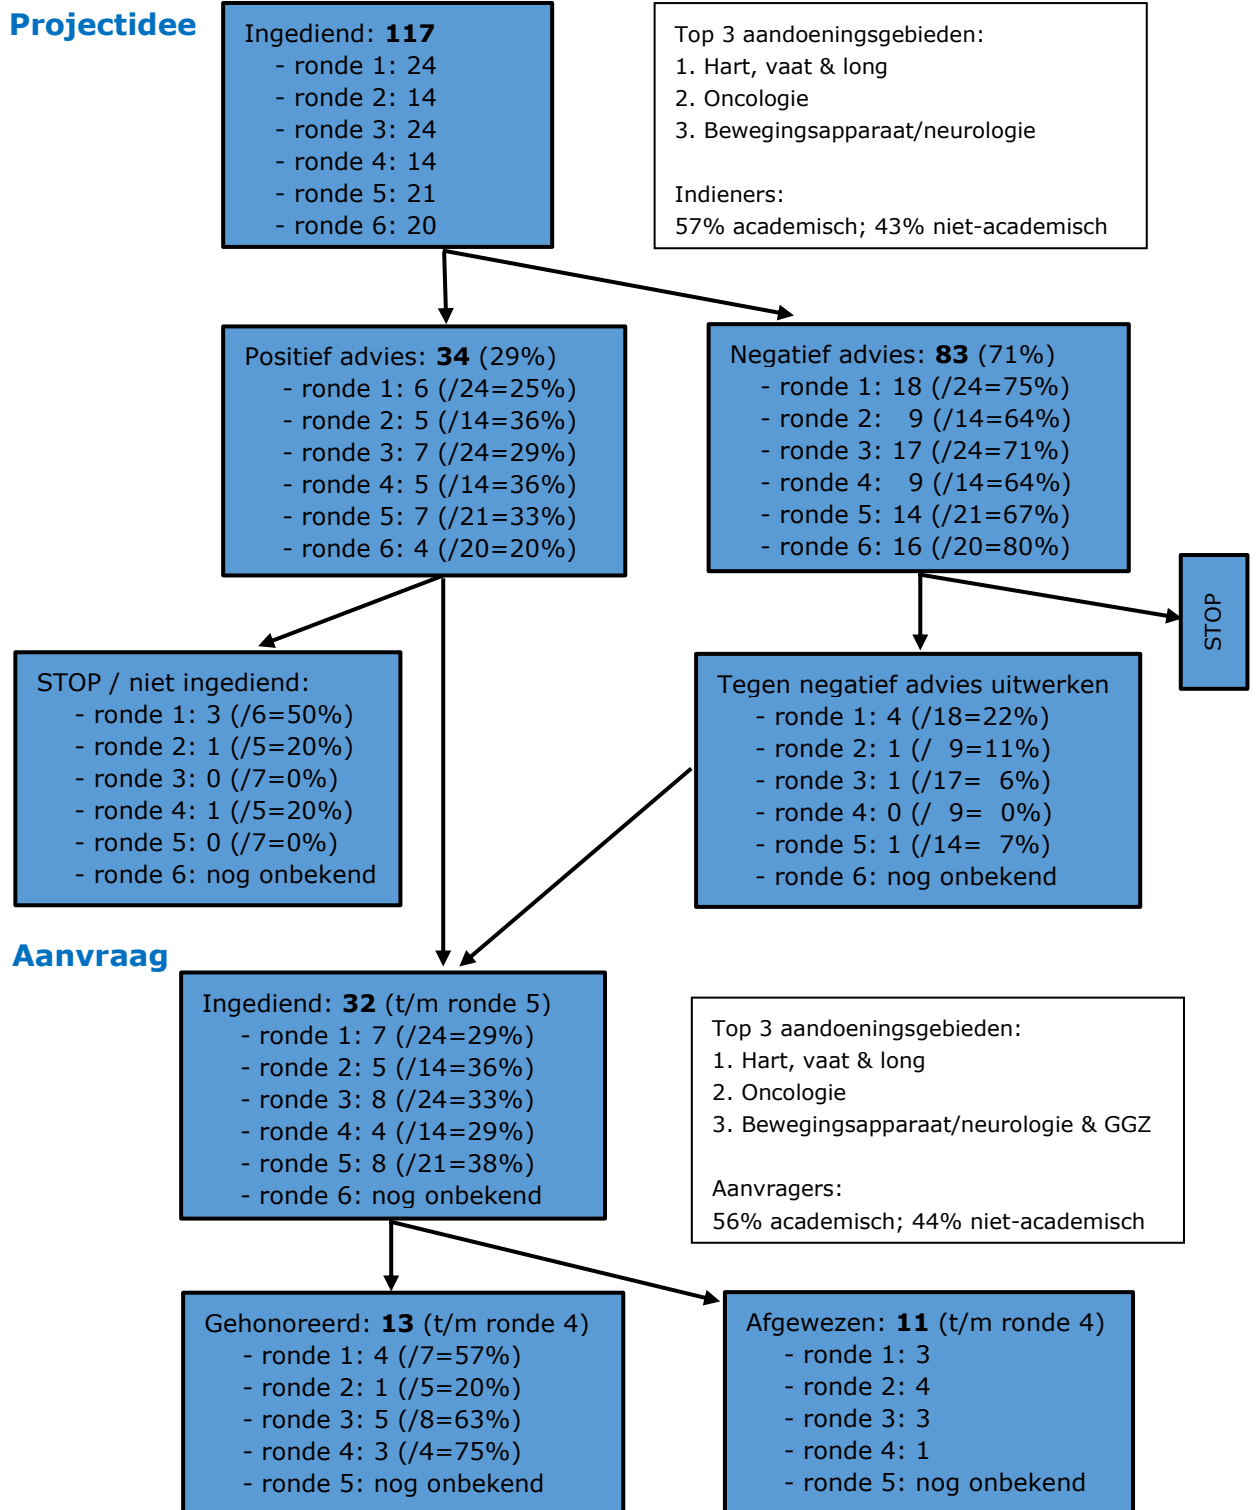 Projectidee
Ingediend: 117
- ronde 1: 24
- ronde 2: 14
- ronde 3: 24
- ronde 4: 14
- ronde 5: 21
- ronde 6: 20
Top 3 aandoeningsgebieden:
1. Hart, vaat & long
2. Oncologie
3. Bewegingsapparaat/neurologie
Indieners:
57% academisch; 43% niet-academisch
Positief advies: 34 (29%)
- ronde 1: 6 (/24=25%)
- ronde 2: 5 (/14=36%)
- ronde 3: 7 (/24=29%)
- ronde 4: 5 (/14=36%)
- ronde 5: 7 (/21=33%)
- ronde 6: 4 (/20=20%)
Negatief advies: 83 (71%)
- ronde 1: 18 (/24=75%)
- ronde 2: 9 (/14=64%)
- ronde 3: 17 (/24=71%)
- ronde 4: 9 (/14=64%)
- ronde 5: 14 (/21=67%)
- ronde 6: 16 (/20=80%)
STOP
STOP / niet ingediend:
- ronde 1: 3 (/6=50%)
- ronde 2: 1 (/5=20%)
- ronde 3: 0 (/7=0%)
- ronde 4: 1 (/5=20%)
- ronde 5: 0 (/7=0%)
- ronde 6: nog onbekend
Tegen negatief advies uitwerken
- ronde 1: 4 (/18=22%)
- ronde 2: 1 (/ 9=11%)
- ronde 3: 1 (/17= 6%)
- ronde 4: 0 (/ 9= 0%)
- ronde 5: 1 (/14= 7%)
- ronde 6: nog onbekend
Aanvraag
Ingediend: 32 (t/m ronde 5)
- ronde 1: 7 (/24=29%)
- ronde 2: 5 (/14=36%)
- ronde 3: 8 (/24=33%)
- ronde 4: 4 (/14=29%)
- ronde 5: 8 (/21=38%)
- ronde 6: nog onbekend
Top 3 aandoeningsgebieden:
1. Hart, vaat & long
2. Oncologie
3. Bewegingsapparaat/neurologie & GGZ
Aanvragers:
56% academisch; 44% niet-academisch
Gehonoreerd: 13 (t/m ronde 4)
- ronde 1: 4 (/7=57%)
- ronde 2: 1 (/5=20%)
- ronde 3: 5 (/8=63%)
- ronde 4: 3 (/4=75%)
- ronde 5: nog onbekend
Afgewezen: 11 (t/m ronde 4)
- ronde 1: 3
- ronde 2: 4
- ronde 3: 3
- ronde 4: 1
- ronde 5: nog onbekend